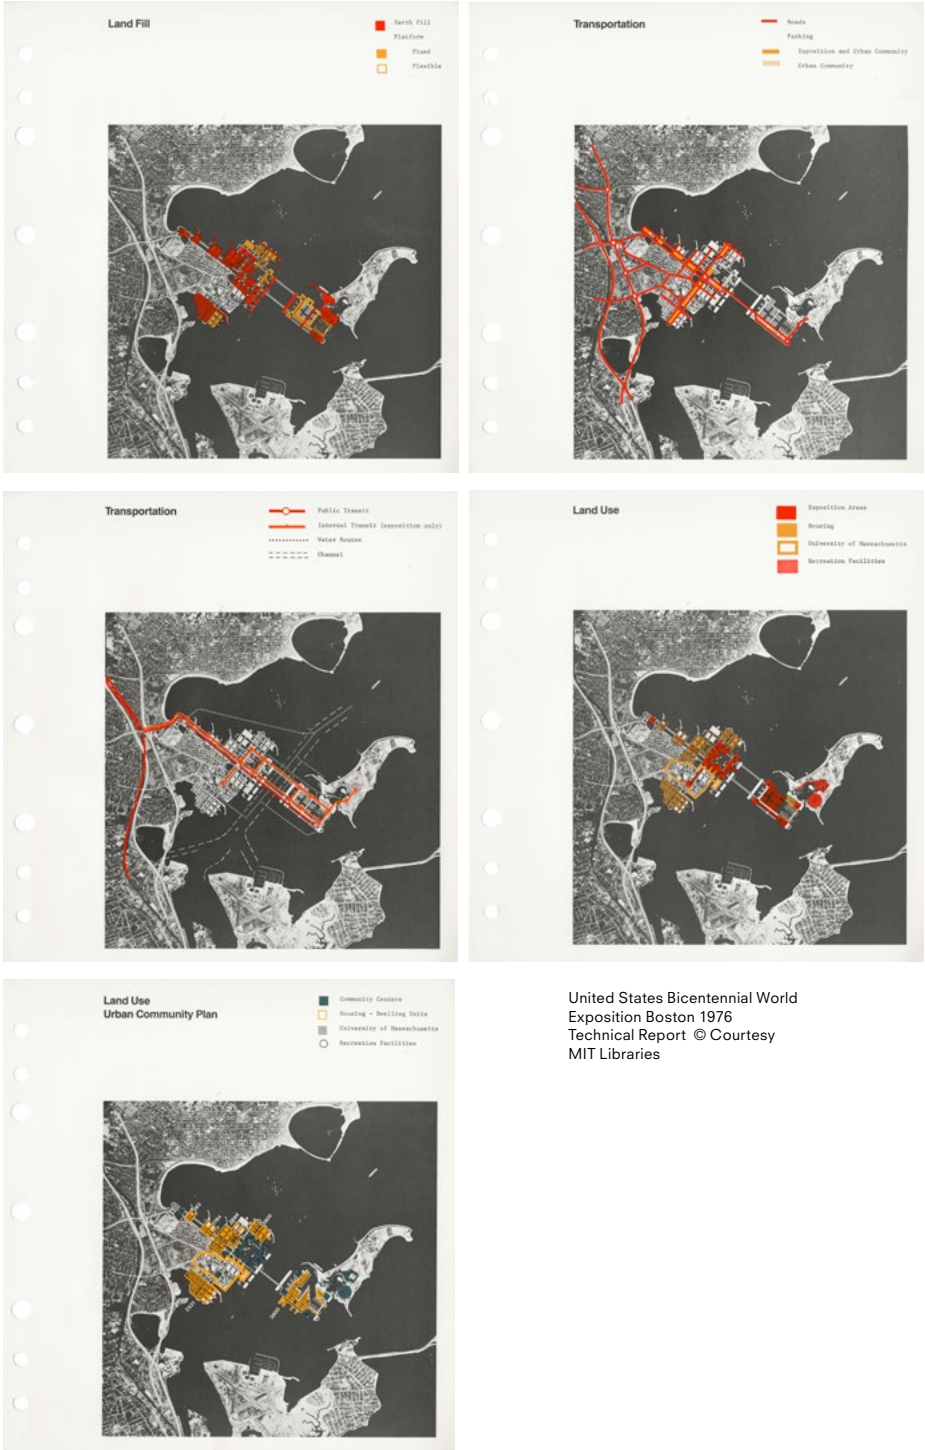 Land Fill
Earth Fill
Platform
Fixed
Flexible
Transportation
Roads
Parking
Exposition and Urban Community
Urban Community
Transportation
Public Transit
Internal Transit (exposition only)
Water Routes
Channel
Land Use
Exposition Areas
Housing
University of Massachusetts
Recreation Facilities
Land Use
Urban Community Plan
Community Centers
Housing - Dwelling Units
University of Massachusetts
Recreation Facilities
United States Bicentennial World
Exposition Boston 1976
Technical Report © Courtesy
MIT Libraries